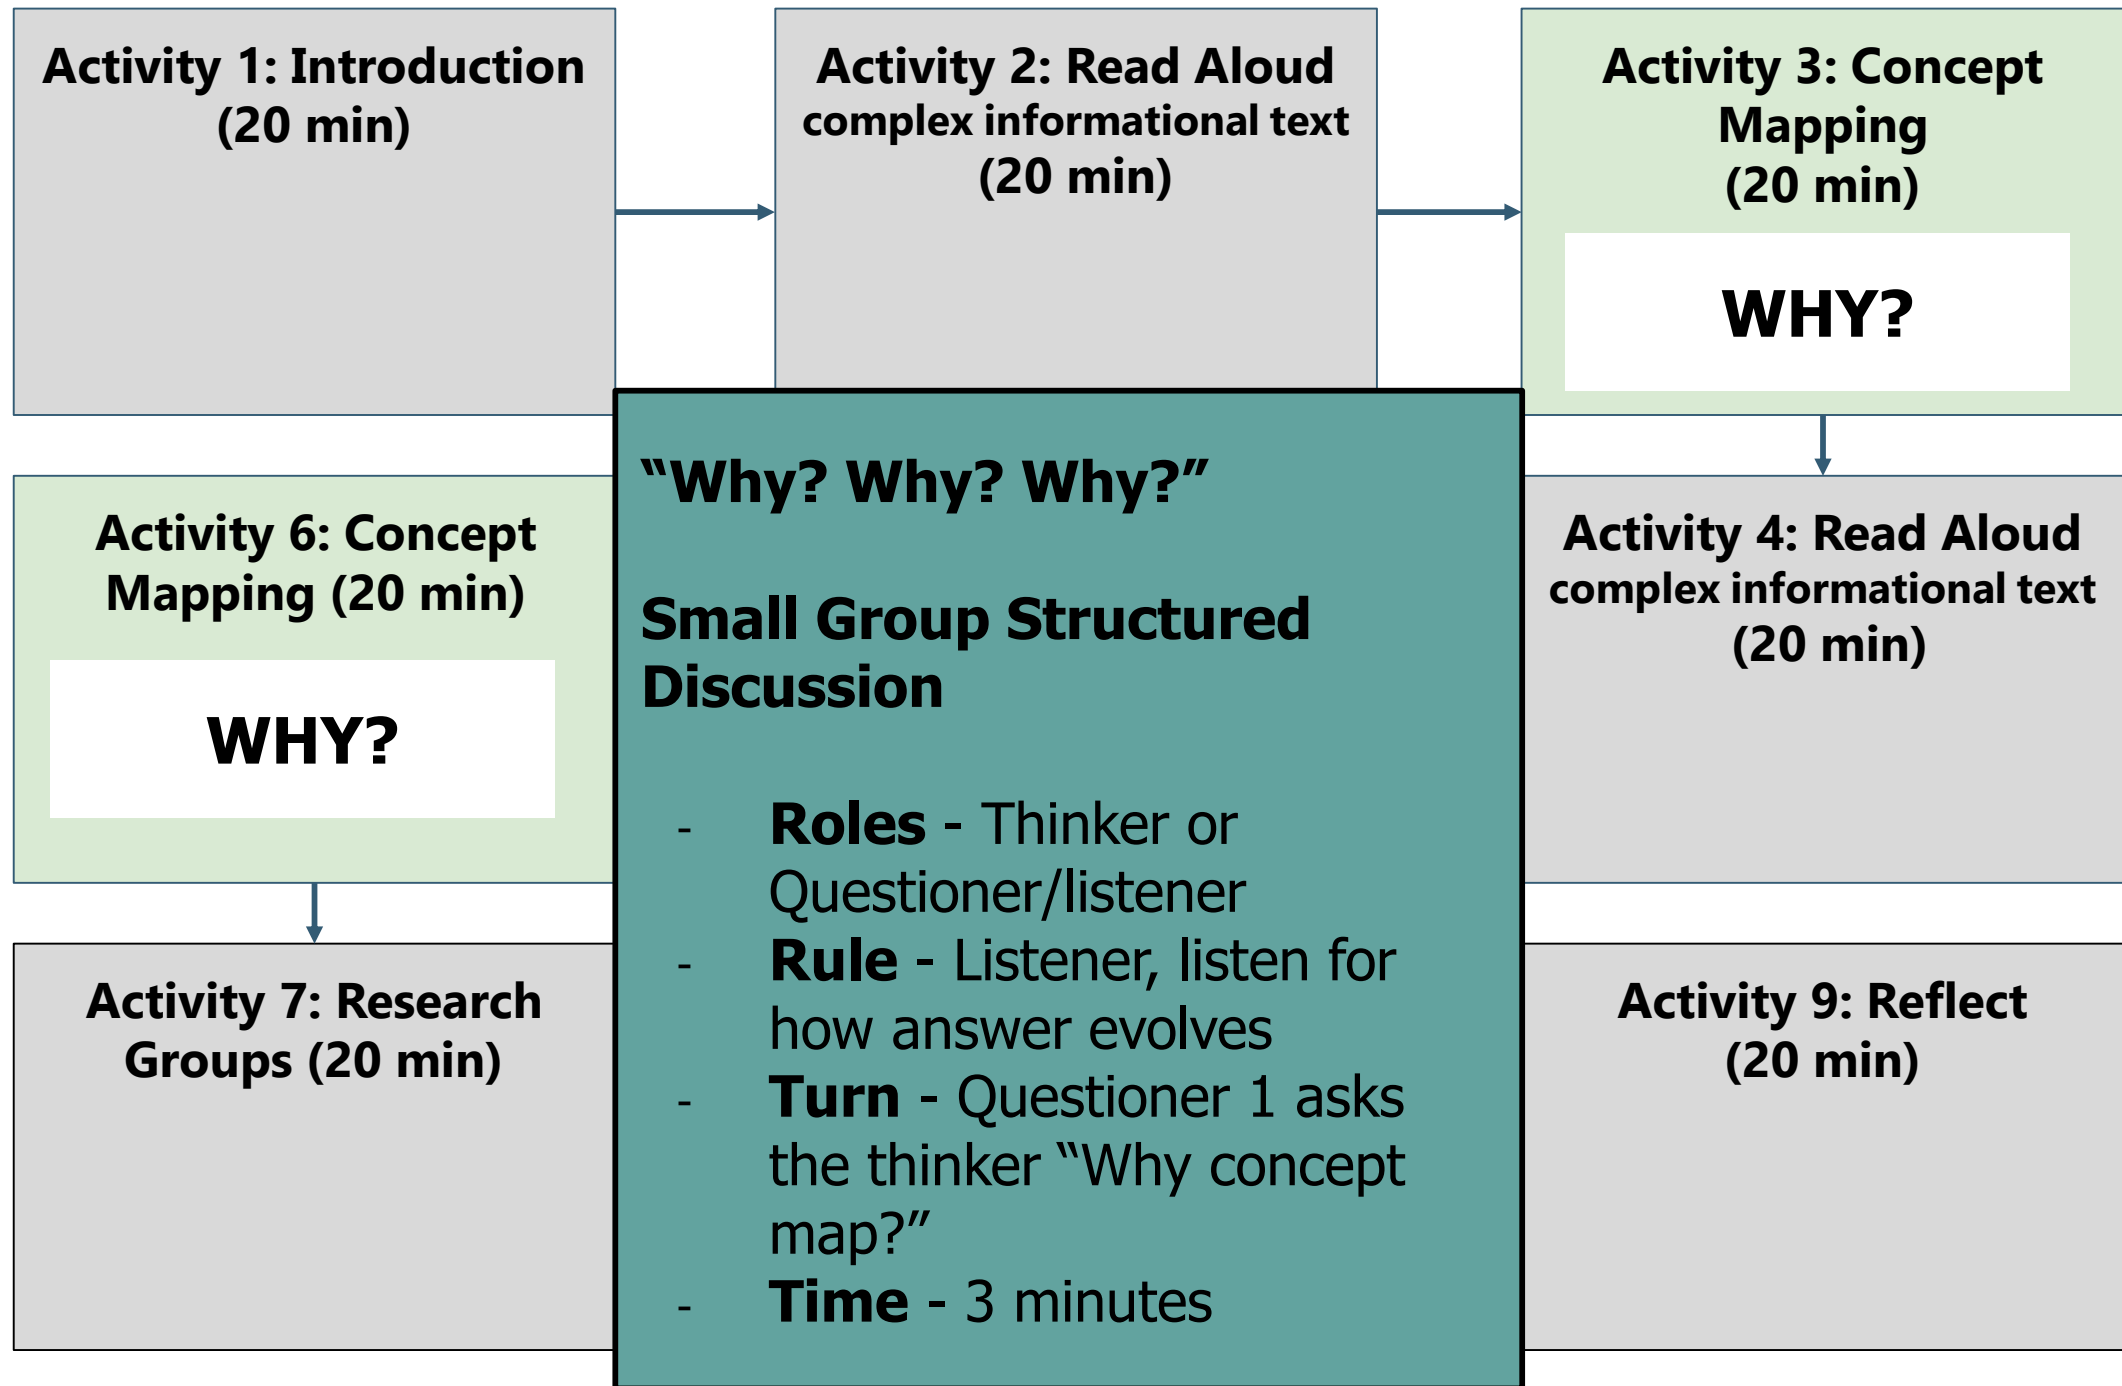 Activity 1: Introduction
(20 min)
Activity 2: Read Aloud
complex informational text
(20 min)
Activity 3: Concept
Mapping
(20 min)
WHY?
Activity 6: Concept
Mapping (20 min)
WHY?
“Why? Why? Why?”
Small Group Structured
Discussion
- Roles - Thinker or
Questioner/listener
- Rule - Listener, listen for
how answer evolves
- Turn - Questioner 1 asks
the thinker “Why concept
map?”
- Time - 3 minutes
Activity 4: Read Aloud
complex informational text
(20 min)
Activity 7: Research
Groups (20 min)
Activity 9: Reflect
(20 min)